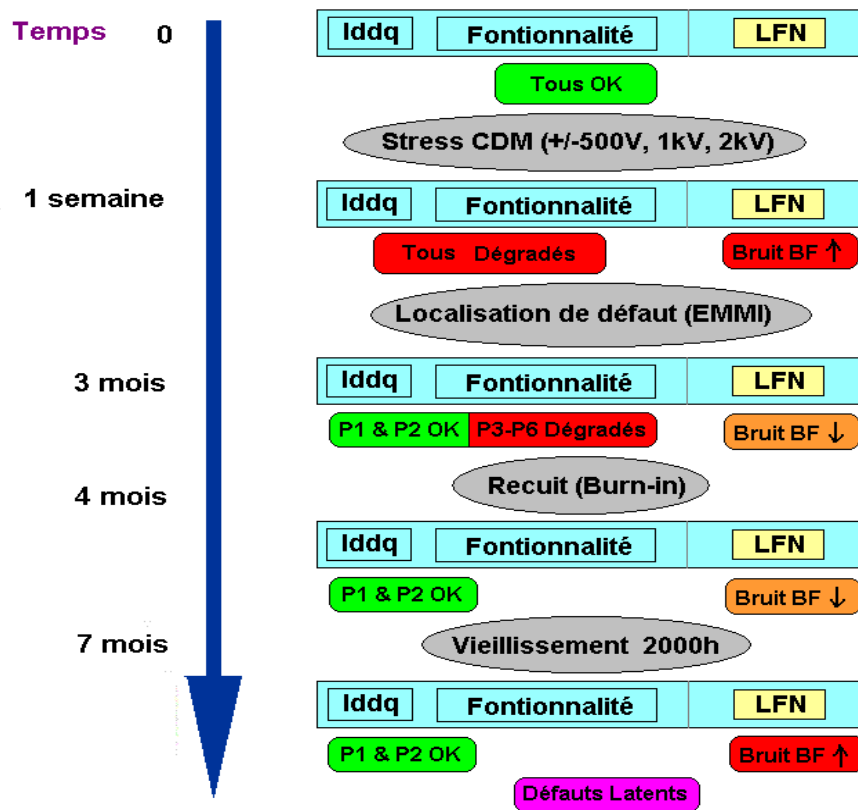 Temps 0
Iddq Fontionnalité LFN
Tous OK
Stress CDM (+/-500V, 1kV, 2kV)
1 semaine
Iddq Fontionnalité LFN
Tous Dégradés Bruit BF ↑
Localisation de défaut (EMMI)
3 mois
Iddq Fontionnalité LFN
P1 & P2 OK P3-P6 Dégradés Bruit BF ↓
Recuit (Burn-in)
4 mois
Iddq Fontionnalité LFN
P1 & P2 OK Bruit BF ↓
7 mois
Vieillissement 2000h
Iddq Fontionnalité LFN
P1 & P2 OK Bruit BF ↑
Défauts Latents